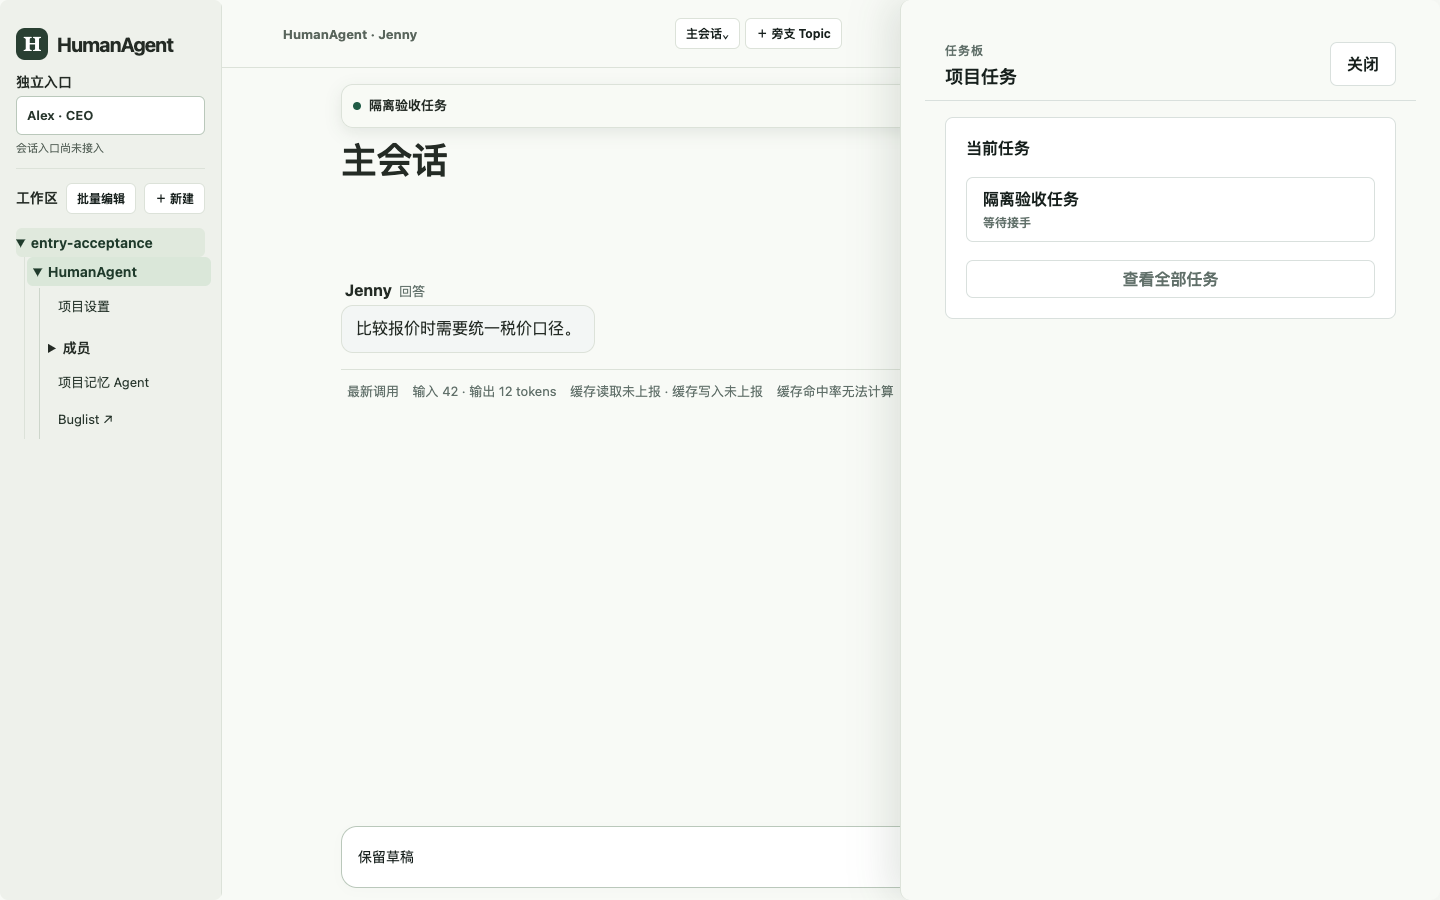 H HumanAgent
独立入口
Alex · CEO
会话入口尚未接入
工作区 批量编辑 + 新建
▼ entry-acceptance
▼ HumanAgent
项目设置
▶ 成员
项目记忆 Agent
Buglist ↗
HumanAgent · Jenny
主会话 + 旁支 Topic
隔离验收任务
主会话
Jenny 回答
比较报价时需要统一税价口径。
最新调用 输入 42 · 输出 12 tokens 缓存读取未上报 · 缓存写入未上报 缓存命中率无法计算
保留草稿
任务板
项目任务
关闭
当前任务
隔离验收任务
等待接手
查看全部任务